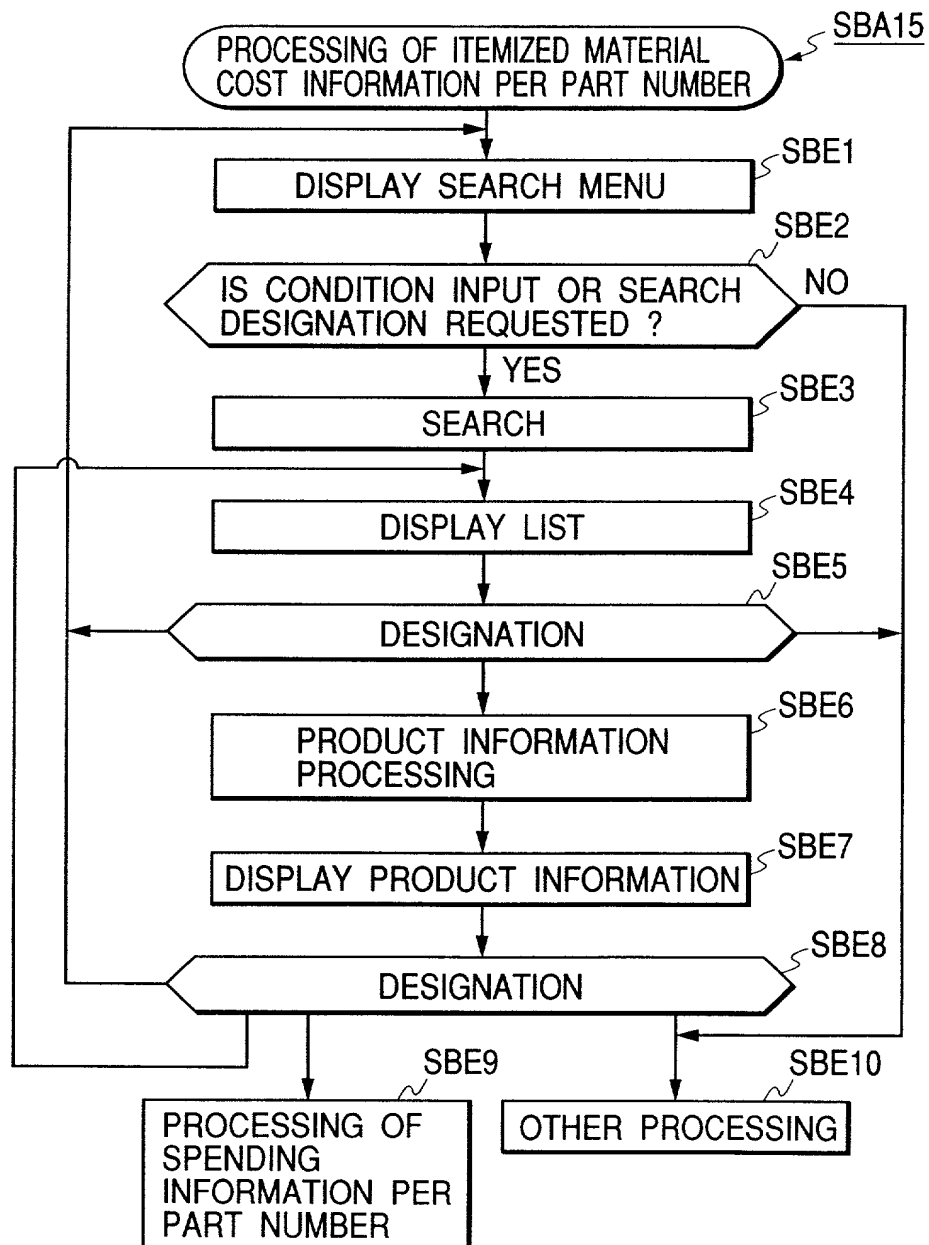 SBA15
PROCESSING OF ITEMIZED MATERIAL
COST INFORMATION PER PART NUMBER
SBE1
DISPLAY SEARCH MENU
SBE2
IS CONDITION INPUT OR SEARCH
DESIGNATION REQUESTED ?
NO
YES
SBE3
SEARCH
SBE4
DISPLAY LIST
SBE5
DESIGNATION
SBE6
PRODUCT INFORMATION
PROCESSING
SBE7
DISPLAY PRODUCT INFORMATION
SBE8
DESIGNATION
SBE9
PROCESSING OF
SPENDING
INFORMATION PER
PART NUMBER
SBE10
OTHER PROCESSING